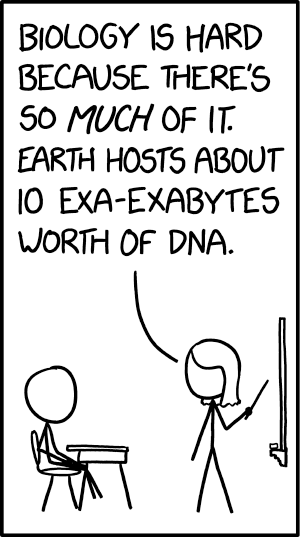 BIOLOGY IS HARD
BECAUSE THERE'S
SO MUCH OF IT.
EARTH HOSTS ABOUT
10 EXA-EXABYTES
WORTH OF DNA.